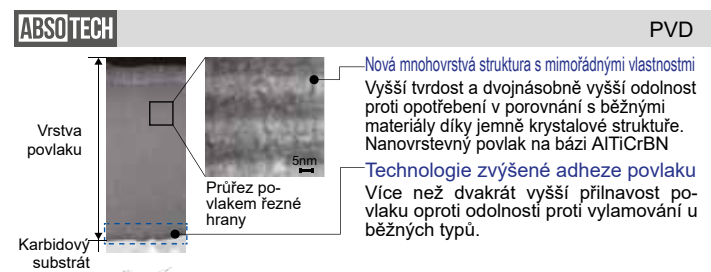 ABSOTECH
PVD
Vrstva
povlaku
Karbidový
substrát
5nm
Průřez po-
vlakem řezné
hrany
Nová mnohovrstvá struktura s mimořádnými vlastnostmi
Vyšší tvrdost a dvojnásobně vyšší odolnost
proti opotřebení v porovnání s běžnými
materiály díky jemně krystalové struktuře.
Nanovrstevný povlak na bázi AlTiCrBN
Technologie zvýšené adheze povlaku
Více než dvakrát vyšší přilnavost po-
vlaku oproti odolnosti proti vylamování u
běžných typů.